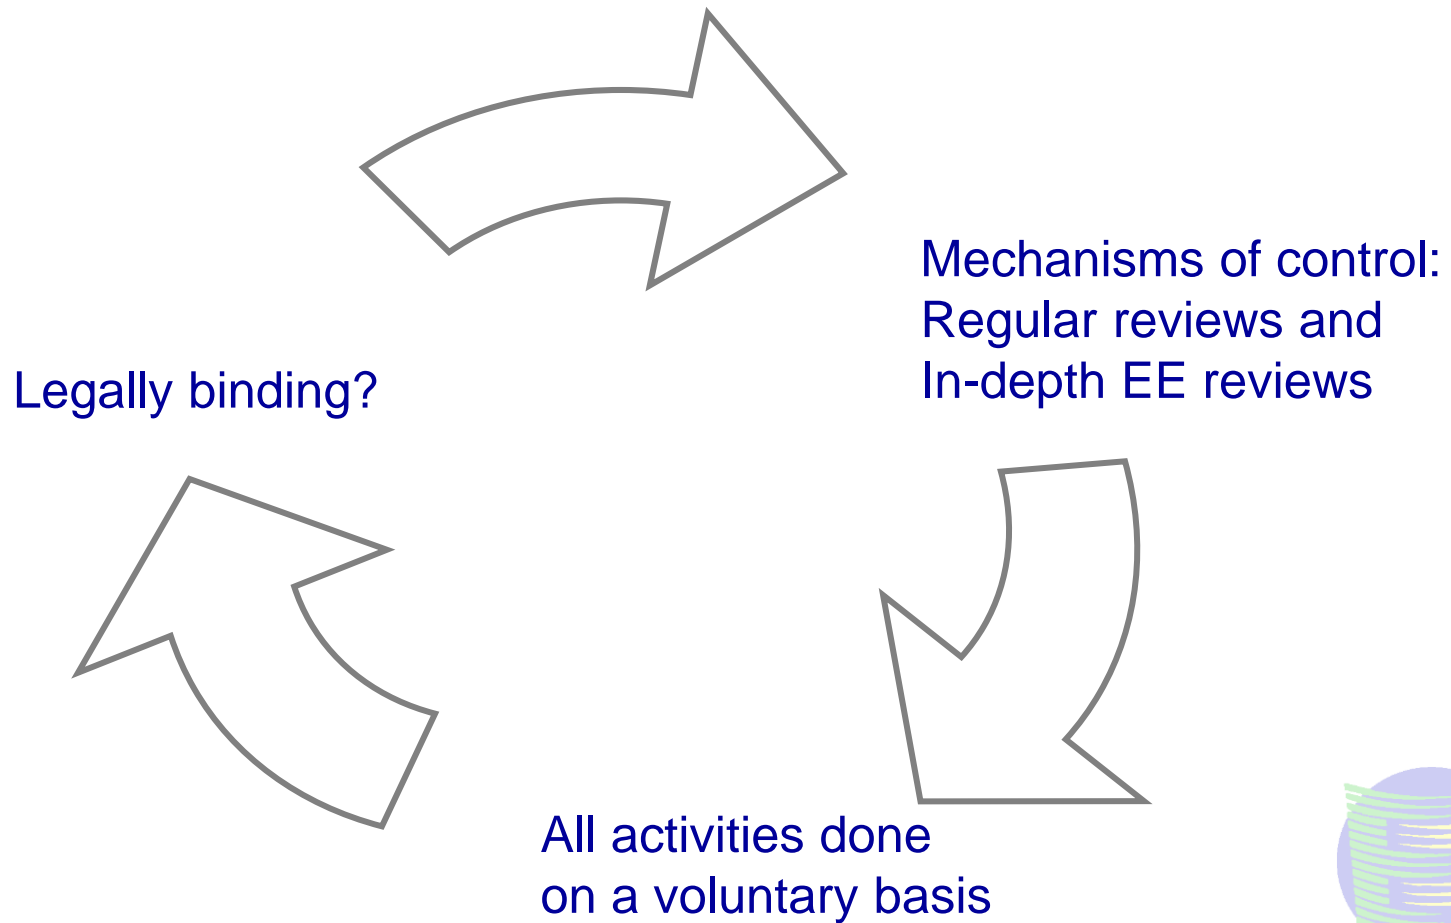 Legally binding?
Mechanisms of control:
Regular reviews and
In-depth EE reviews
All activities done
on a voluntary basis